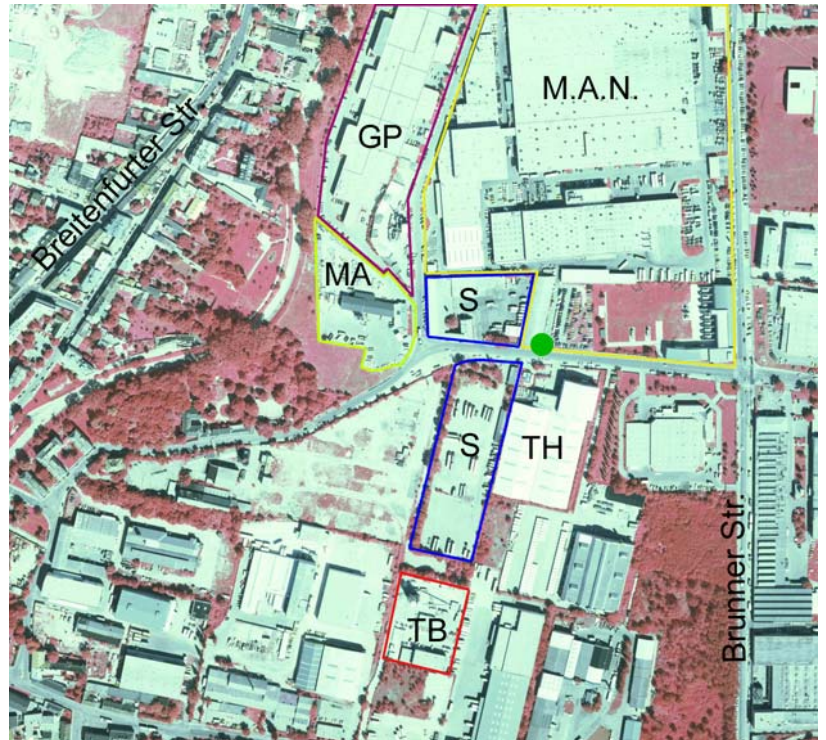 M.A.N.
GP
Breitenfurter Str.
MA
S
S
TH
TB
Brunner Str.